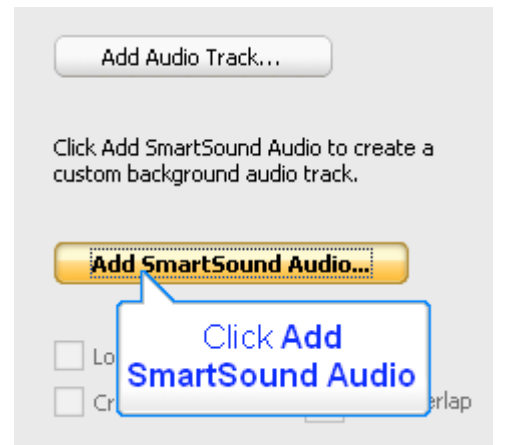 Add Audio Track...
Click Add SmartSound Audio to create a
custom background audio track.
Add SmartSound Audio...
Click Add
SmartSound Audio